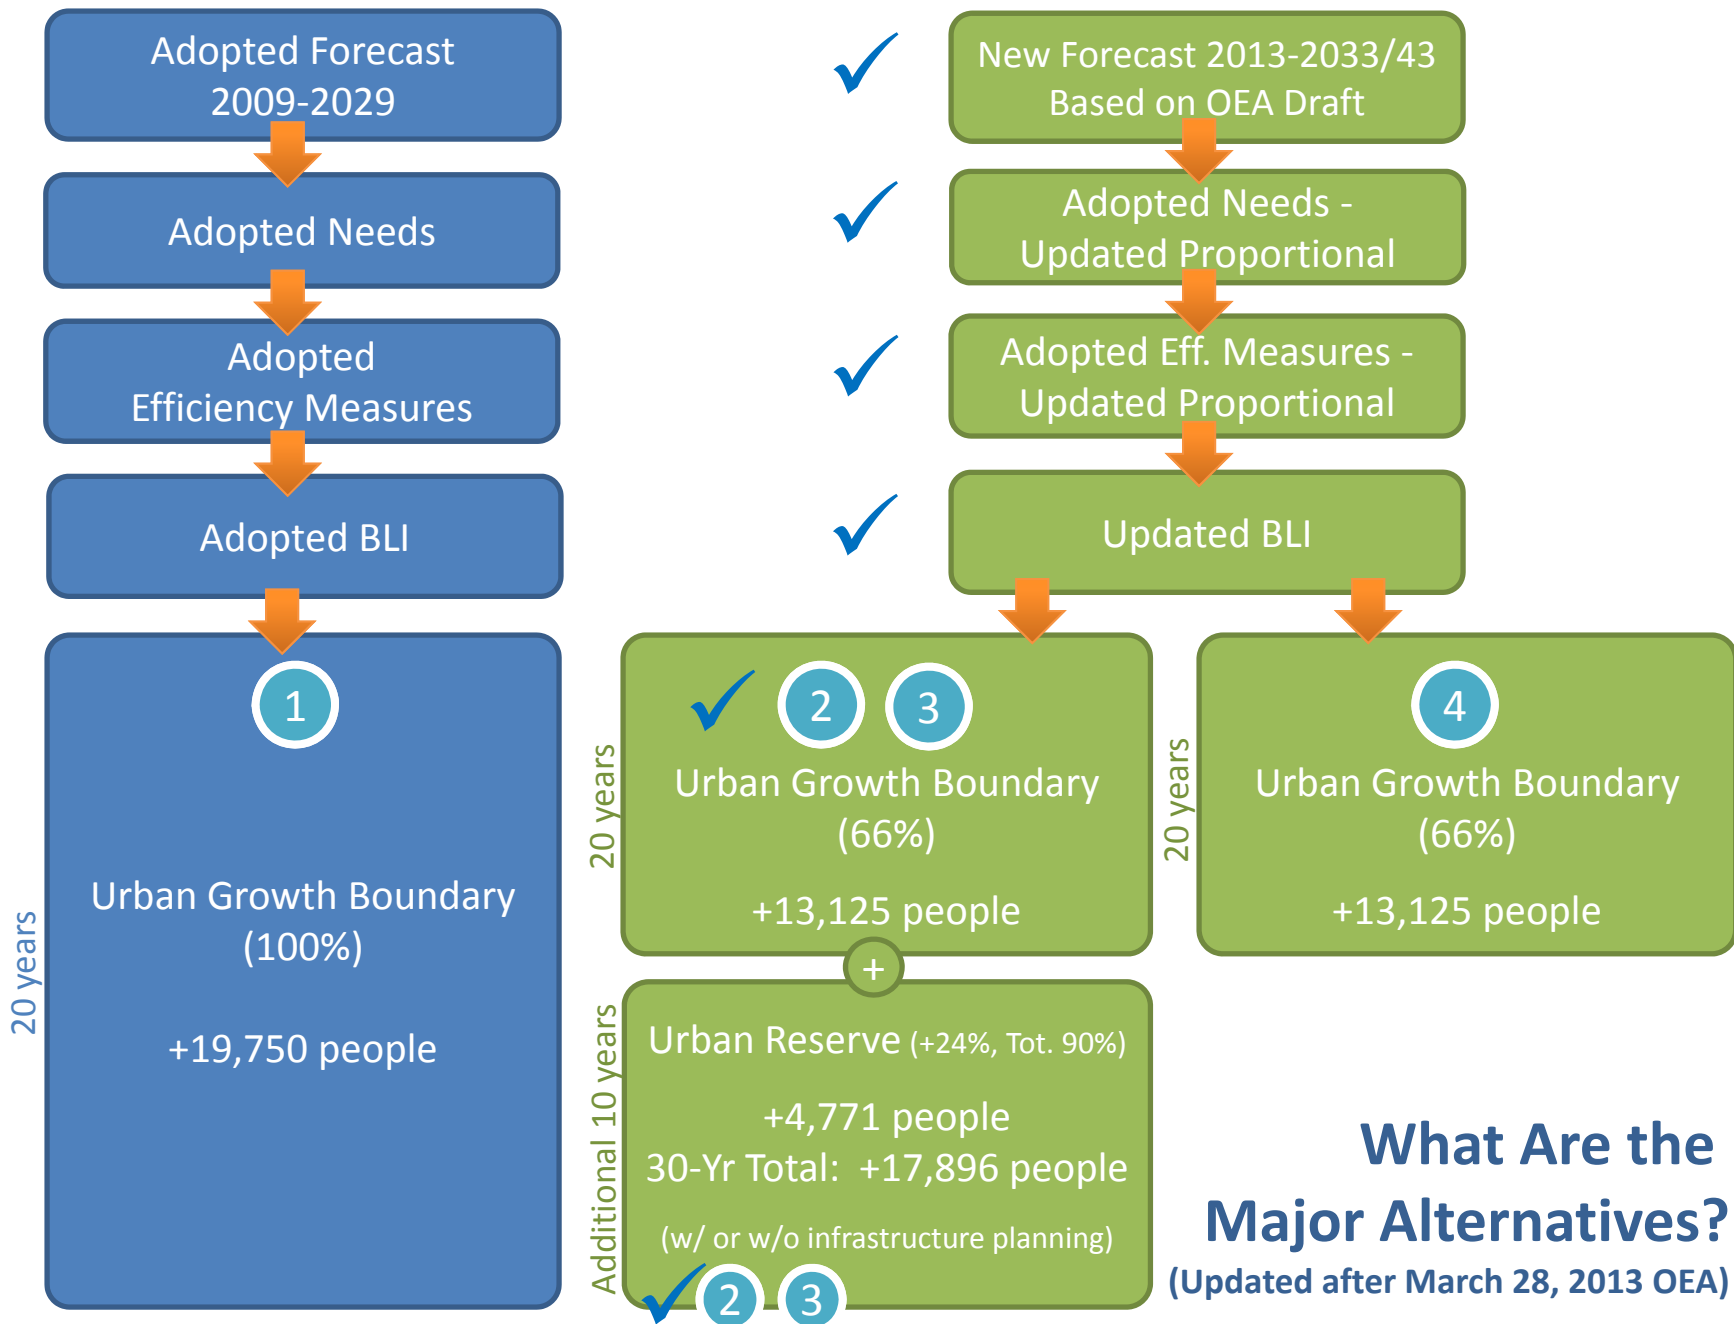 Adopted Forecast
2009-2029
Adopted Needs
Adopted
Efficiency Measures
Adopted BLI
20 years
1
Urban Growth Boundary
(100%)
+19,750 people
New Forecast 2013-2033/43
Based on OEA Draft
Adopted Needs -
Updated Proportional
Adopted Eff. Measures -
Updated Proportional
Updated BLI
20 years
2 3
Urban Growth Boundary
(66%)
+13,125 people
+
Additional 10 years
Urban Reserve (+24%, Tot. 90%)
+4,771 people
30-Yr Total: +17,896 people
(w/ or w/o infrastructure planning)
2 3
20 years
4
Urban Growth Boundary
(66%)
+13,125 people
What Are the
Major Alternatives?
(Updated after March 28, 2013 OEA)